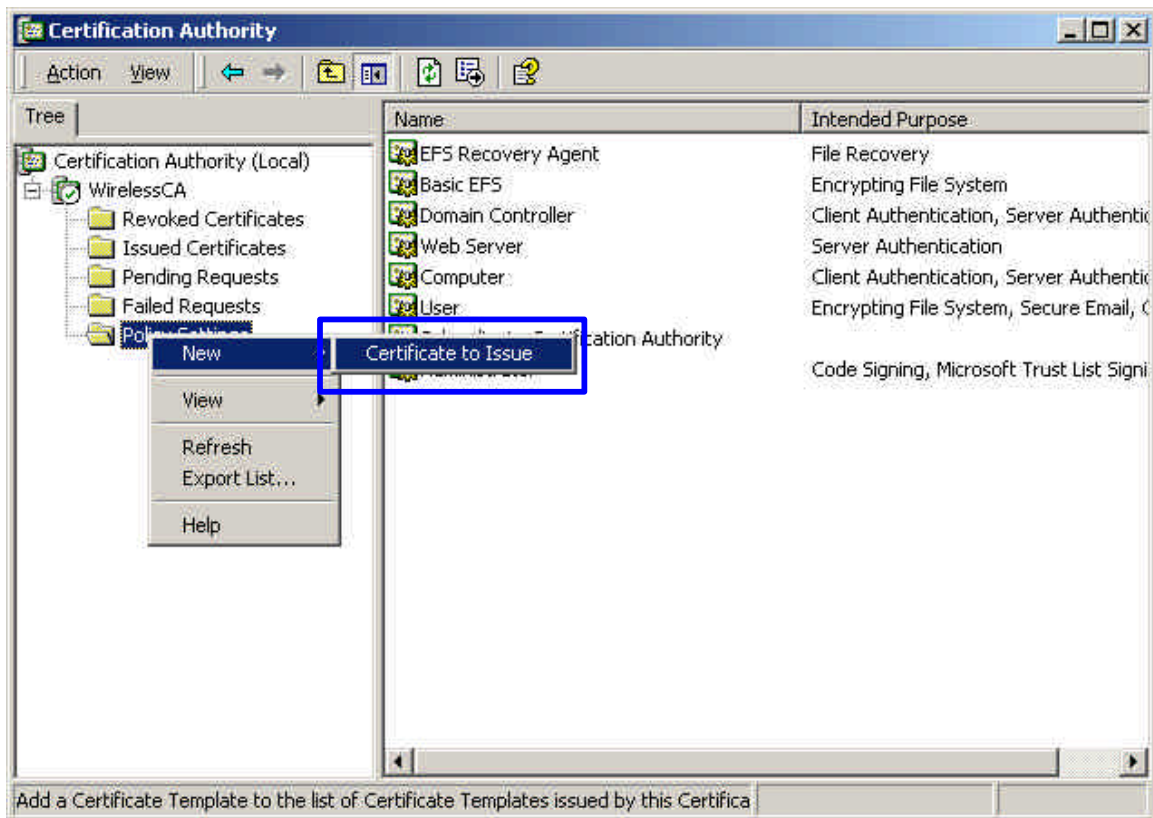 Certification Authority
Action View
Tree
Name Intended Purpose
Certification Authority (Local)
WirelessCA
Revoked Certificates
Issued Certificates
Pending Requests
Failed Requests
EFS Recovery Agent File Recovery
Basic EFS Encrypting File System
Domain Controller Client Authentication, Server Authentic
Web Server Server Authentication
Computer Client Authentication, Server Authentic
User Encrypting File System, Secure Email, C
Authority
Code Signing, Microsoft Trust List Signi
New
Certificate to Issue
View
Refresh
Export List...
Help
Add a Certificate Template to the list of Certificate Templates issued by this Certifica